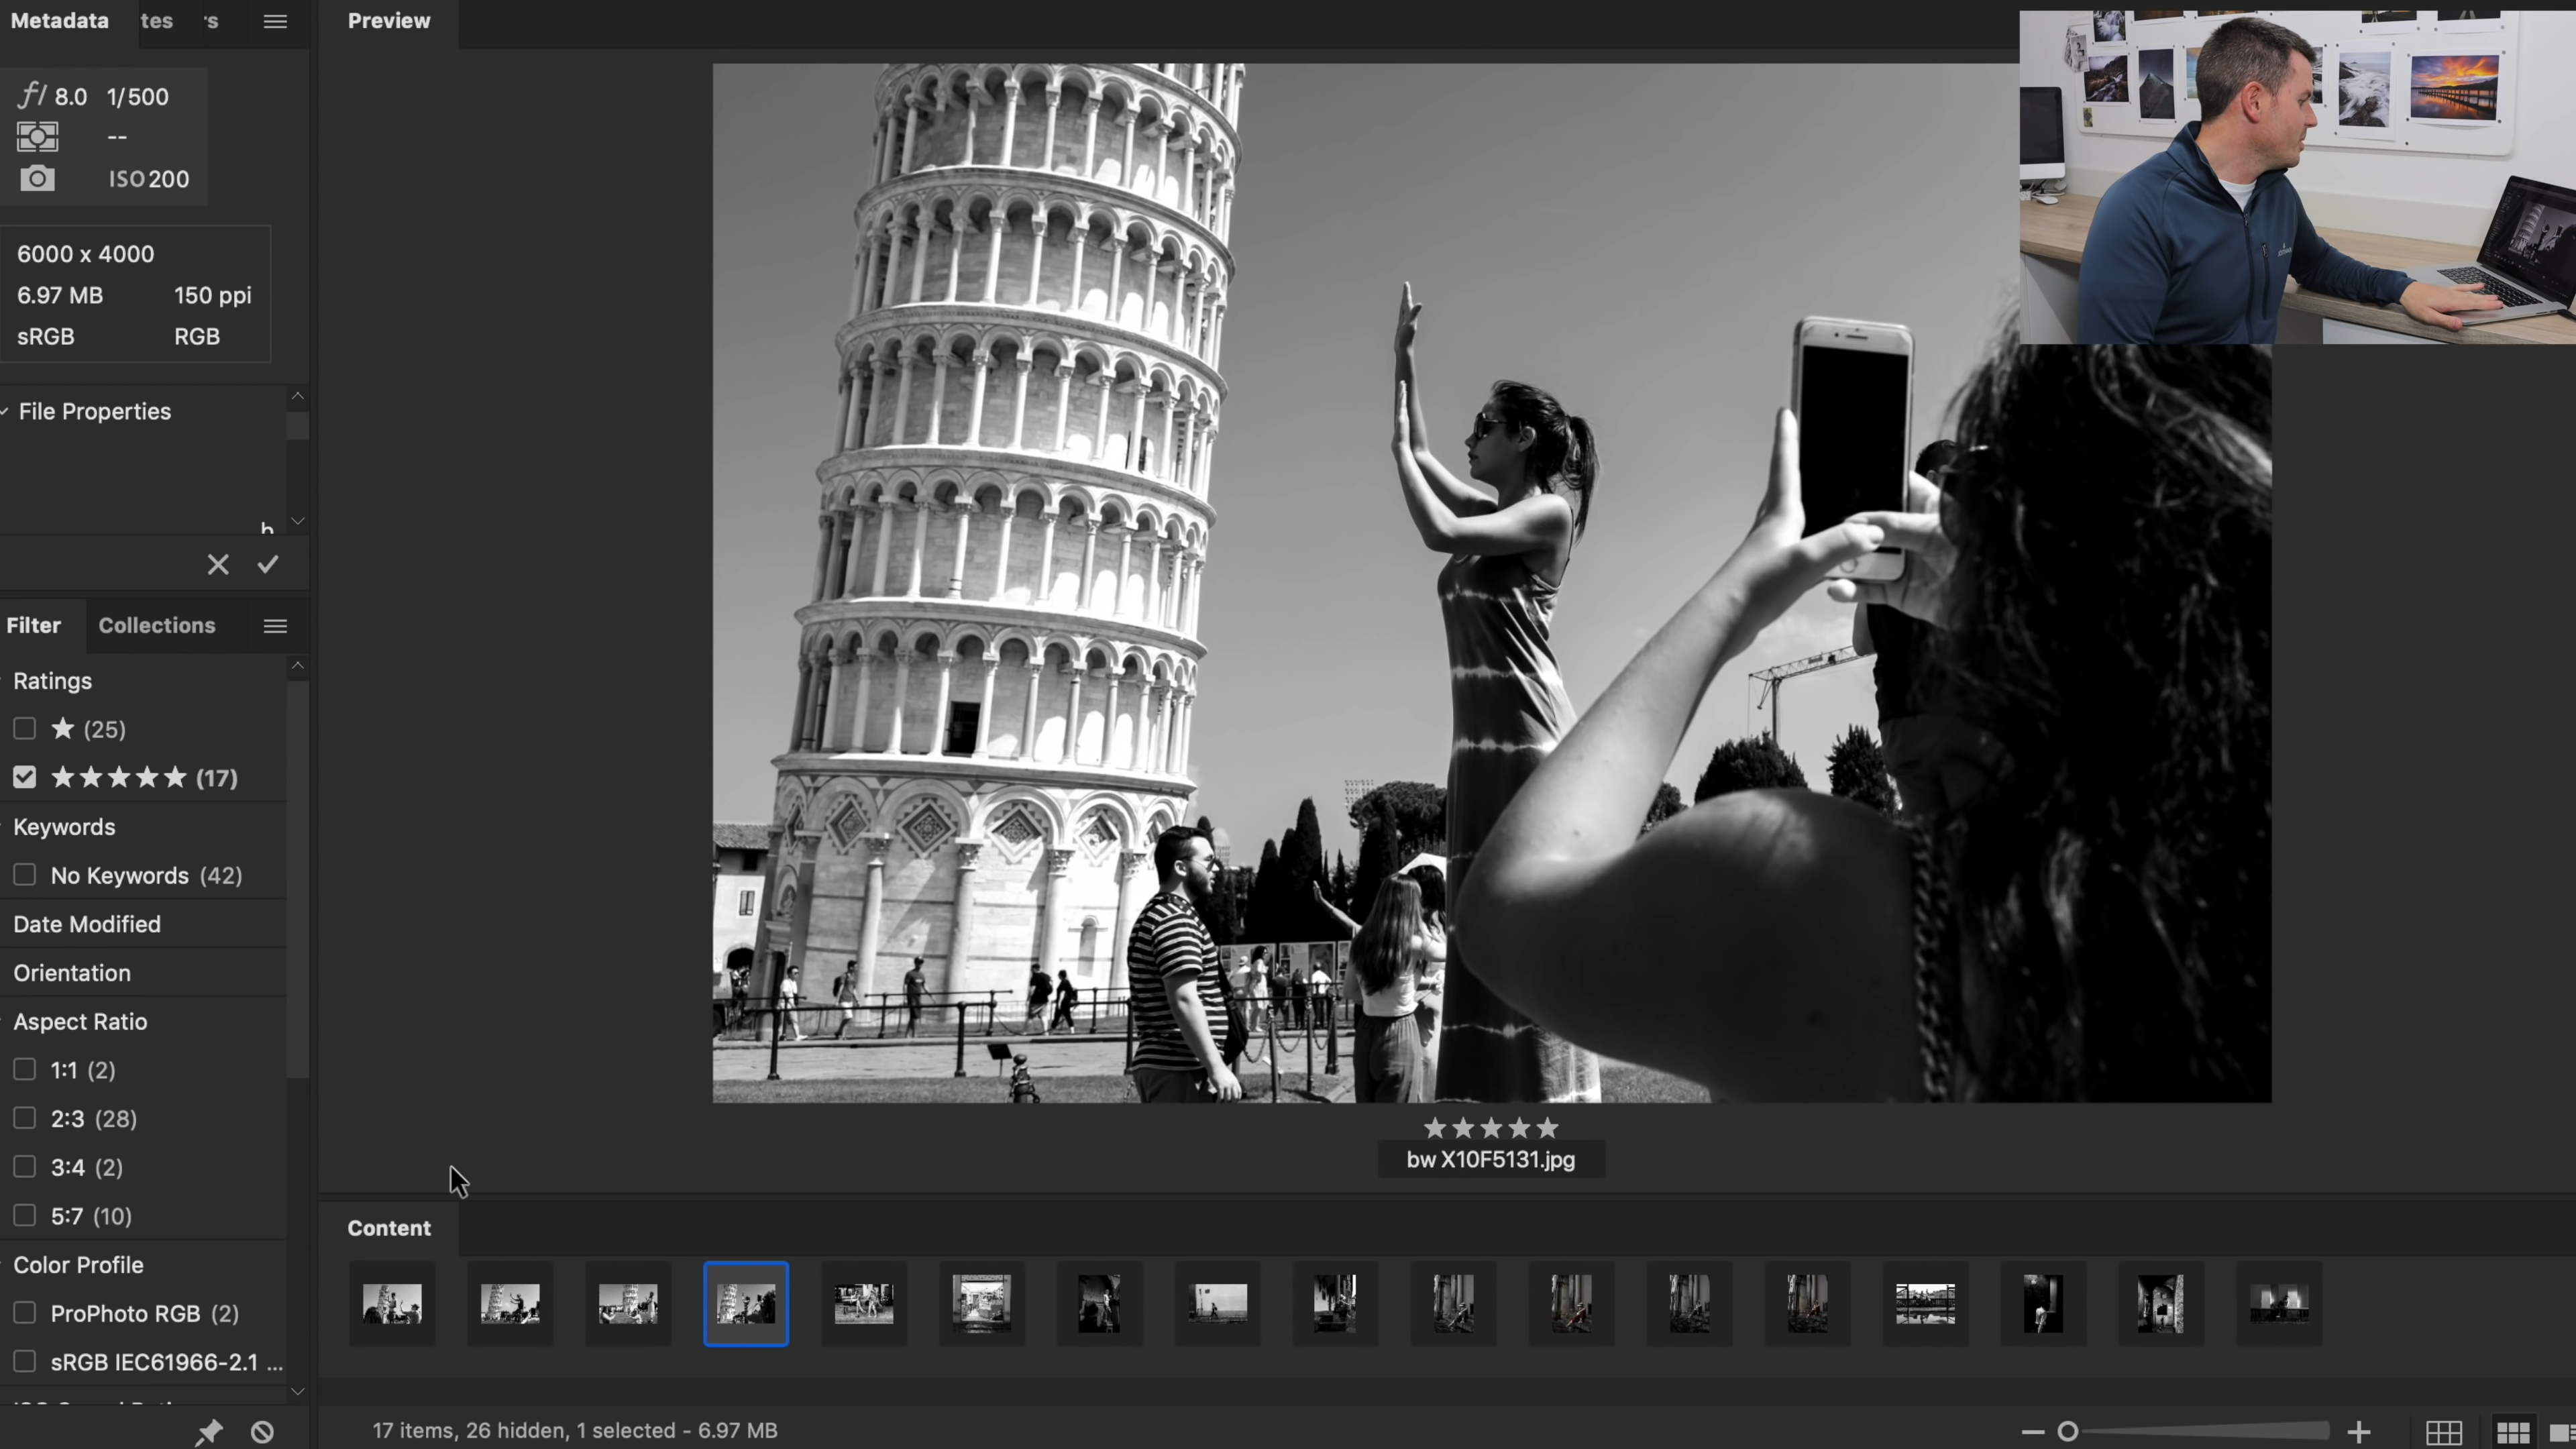 Metadata tes 's
Preview
f/ 8.0 1/500
--
ISO 200
6000 x 4000
6.97 MB 150 ppi
sRGB RGB
File Properties
Filter Collections
Ratings
★ (25)
★★★★★ (17)
Keywords
No Keywords (42)
Date Modified
Orientation
Aspect Ratio
1:1 (2)
2:3 (28)
3:4 (2)
5:7 (10)
Color Profile
ProPhoto RGB (2)
sRGB IEC61966-2.1 ...
★★★★★
bw X10F5131.jpg
Content
17 items, 26 hidden, 1 selected - 6.97 MB